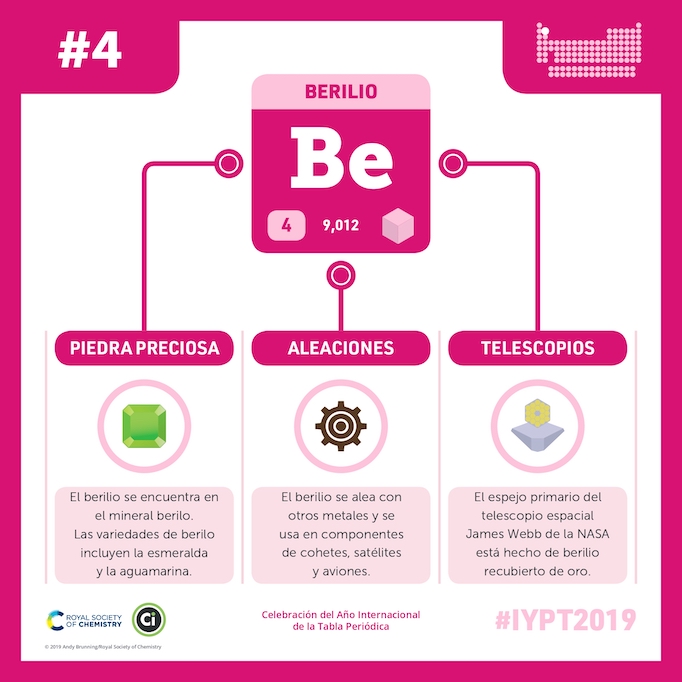 #4
BERILIO
Be
4
9,012
PIEDRA PRECIOSA
El berilio se encuentra en
el mineral berilo.
Las variedades de berilo
incluyen la esmeralda
y la aguamarina.
ALEACIONES
El berilio se alea con
otros metales y se
usa en componentes
de cohetes, satélites
y aviones.
TELESCOPIOS
El espejo primario del
telescopio espacial
James Webb de la NASA
está hecho de berilio
recubierto de oro.
ROYAL SOCIETY
OF CHEMISTRY
Ci
Celebración del Año Internacional
de la Tabla Periódica
#IYPT2019
© 2019 Andy Brunning/Royal Society of Chemistry